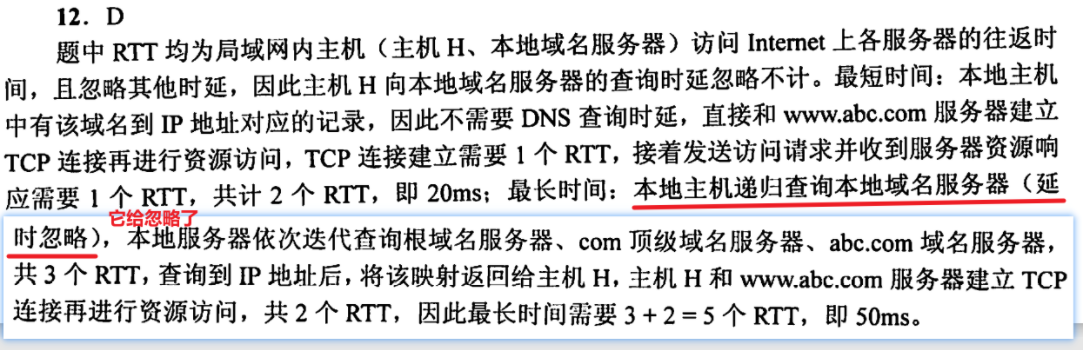 12. D
题中 RTT 均为局域网内主机（主机 H、本地域名服务器）访问 Internet 上各服务器的往返时
间，且忽略其他时延，因此主机 H 向本地域名服务器的查询时延忽略不计。最短时间：本地主机
中有该域名到 IP 地址对应的记录，因此不需要 DNS 查询时延，直接和 www.abc.com 服务器建立
TCP 连接再进行资源访问，TCP 连接建立需要 1 个 RTT，接着发送访问请求并收到服务器资源响
应需要 1 个 RTT，共计 2 个 RTT，即 20ms；最长时间：本地主机递归查询本地域名服务器（延
它给忽略了
时忽略），本地服务器依次迭代查询根域名服务器、com 顶级域名服务器、abc.com 域名服务器，
共 3 个 RTT，查询到 IP 地址后，将该映射返回给主机 H，主机 H 和 www.abc.com 服务器建立 TCP
连接再进行资源访问，共 2 个 RTT，因此最长时间需要 3 + 2 = 5 个 RTT，即 50ms。